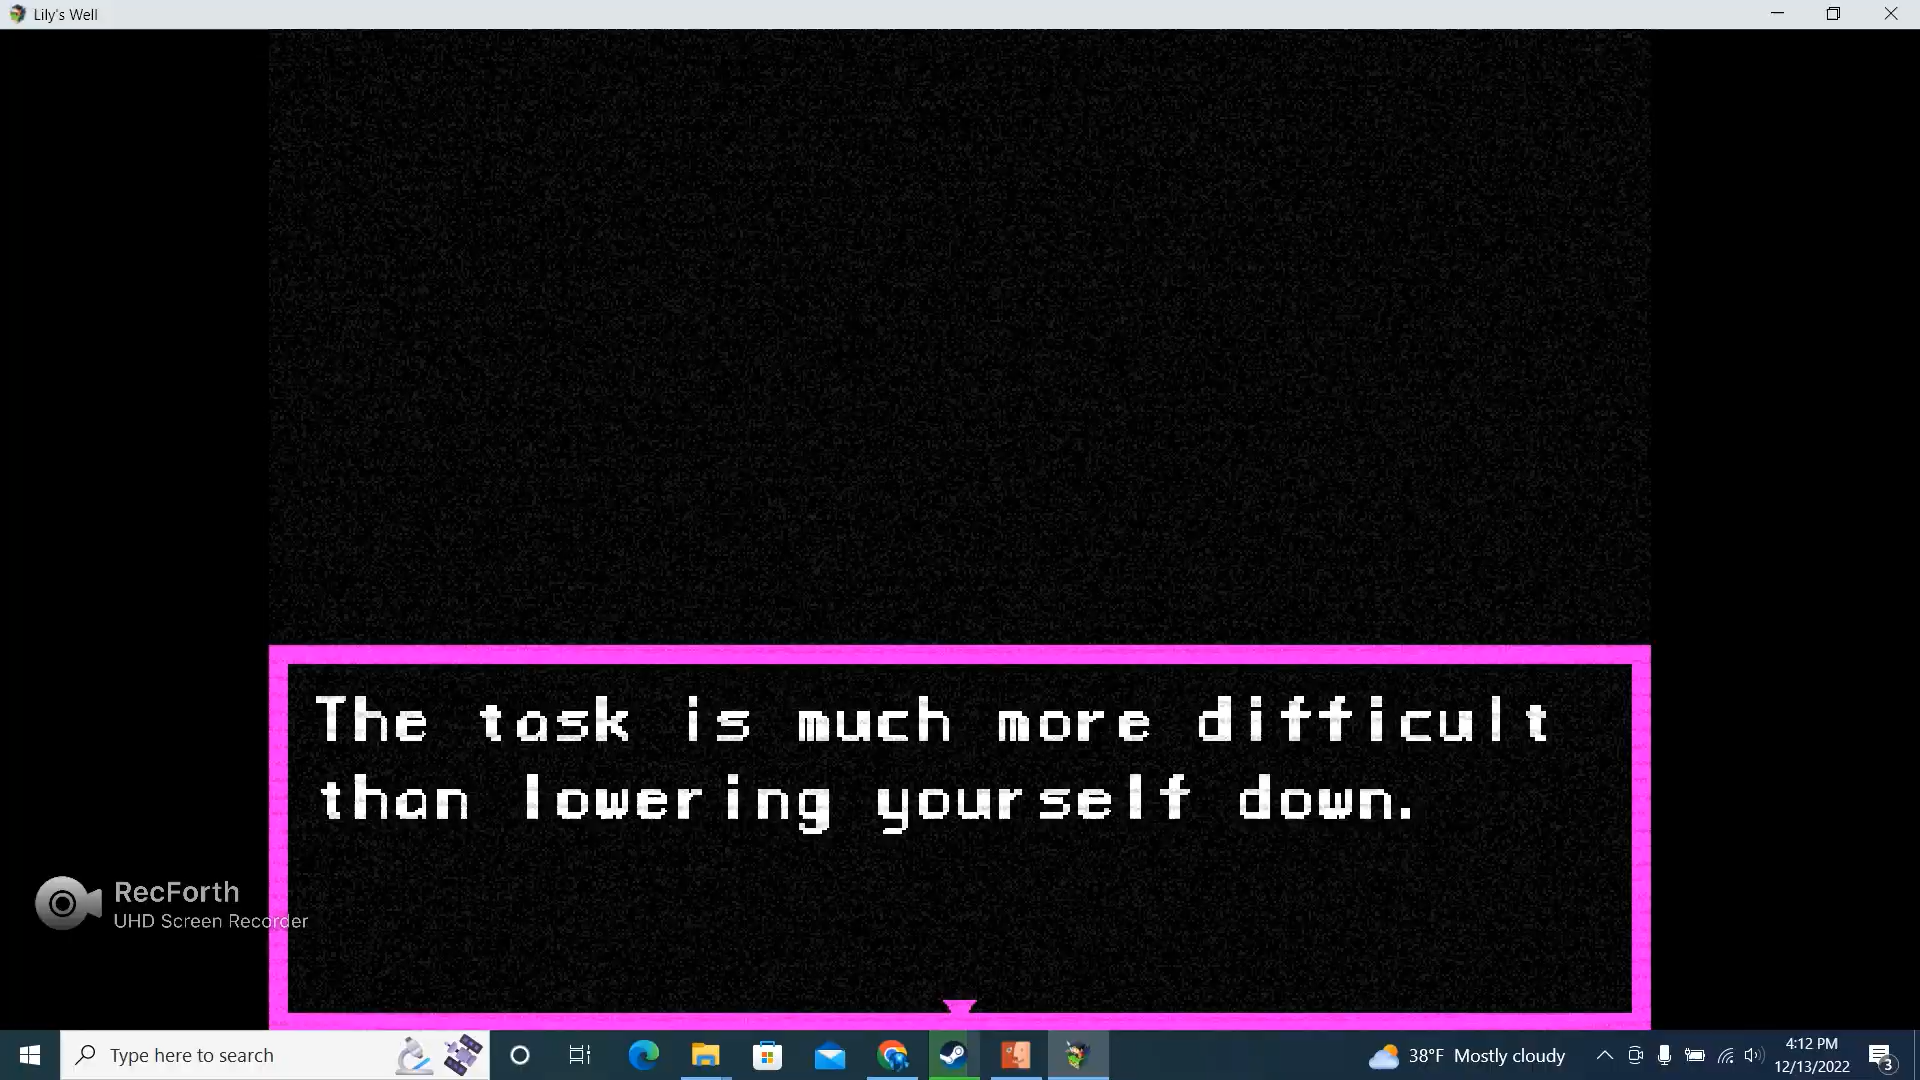 Lily's Well
The task is much more difficult
than lowering yourself down.
RecForth
UHD Screen Recorder
Type here to search
38°F Mostly cloudy
4:12 PM
12/13/2022
3